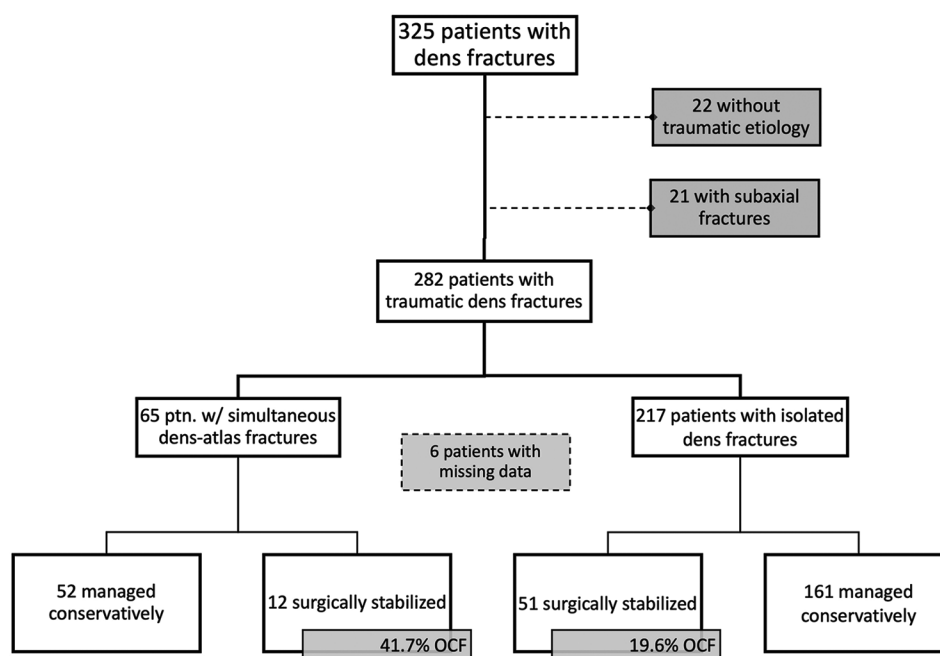 325 patients with
dens fractures
22 without
traumatic etiology
21 with subaxial
fractures
282 patients with
traumatic dens fractures
65 ptn. w/ simultaneous
dens-atlas fractures
217 patients with isolated
dens fractures
6 patients with
missing data
52 managed
conservatively
12 surgically stabilized
41.7% OCF
51 surgically stabilized
19.6% OCF
161 managed
conservatively